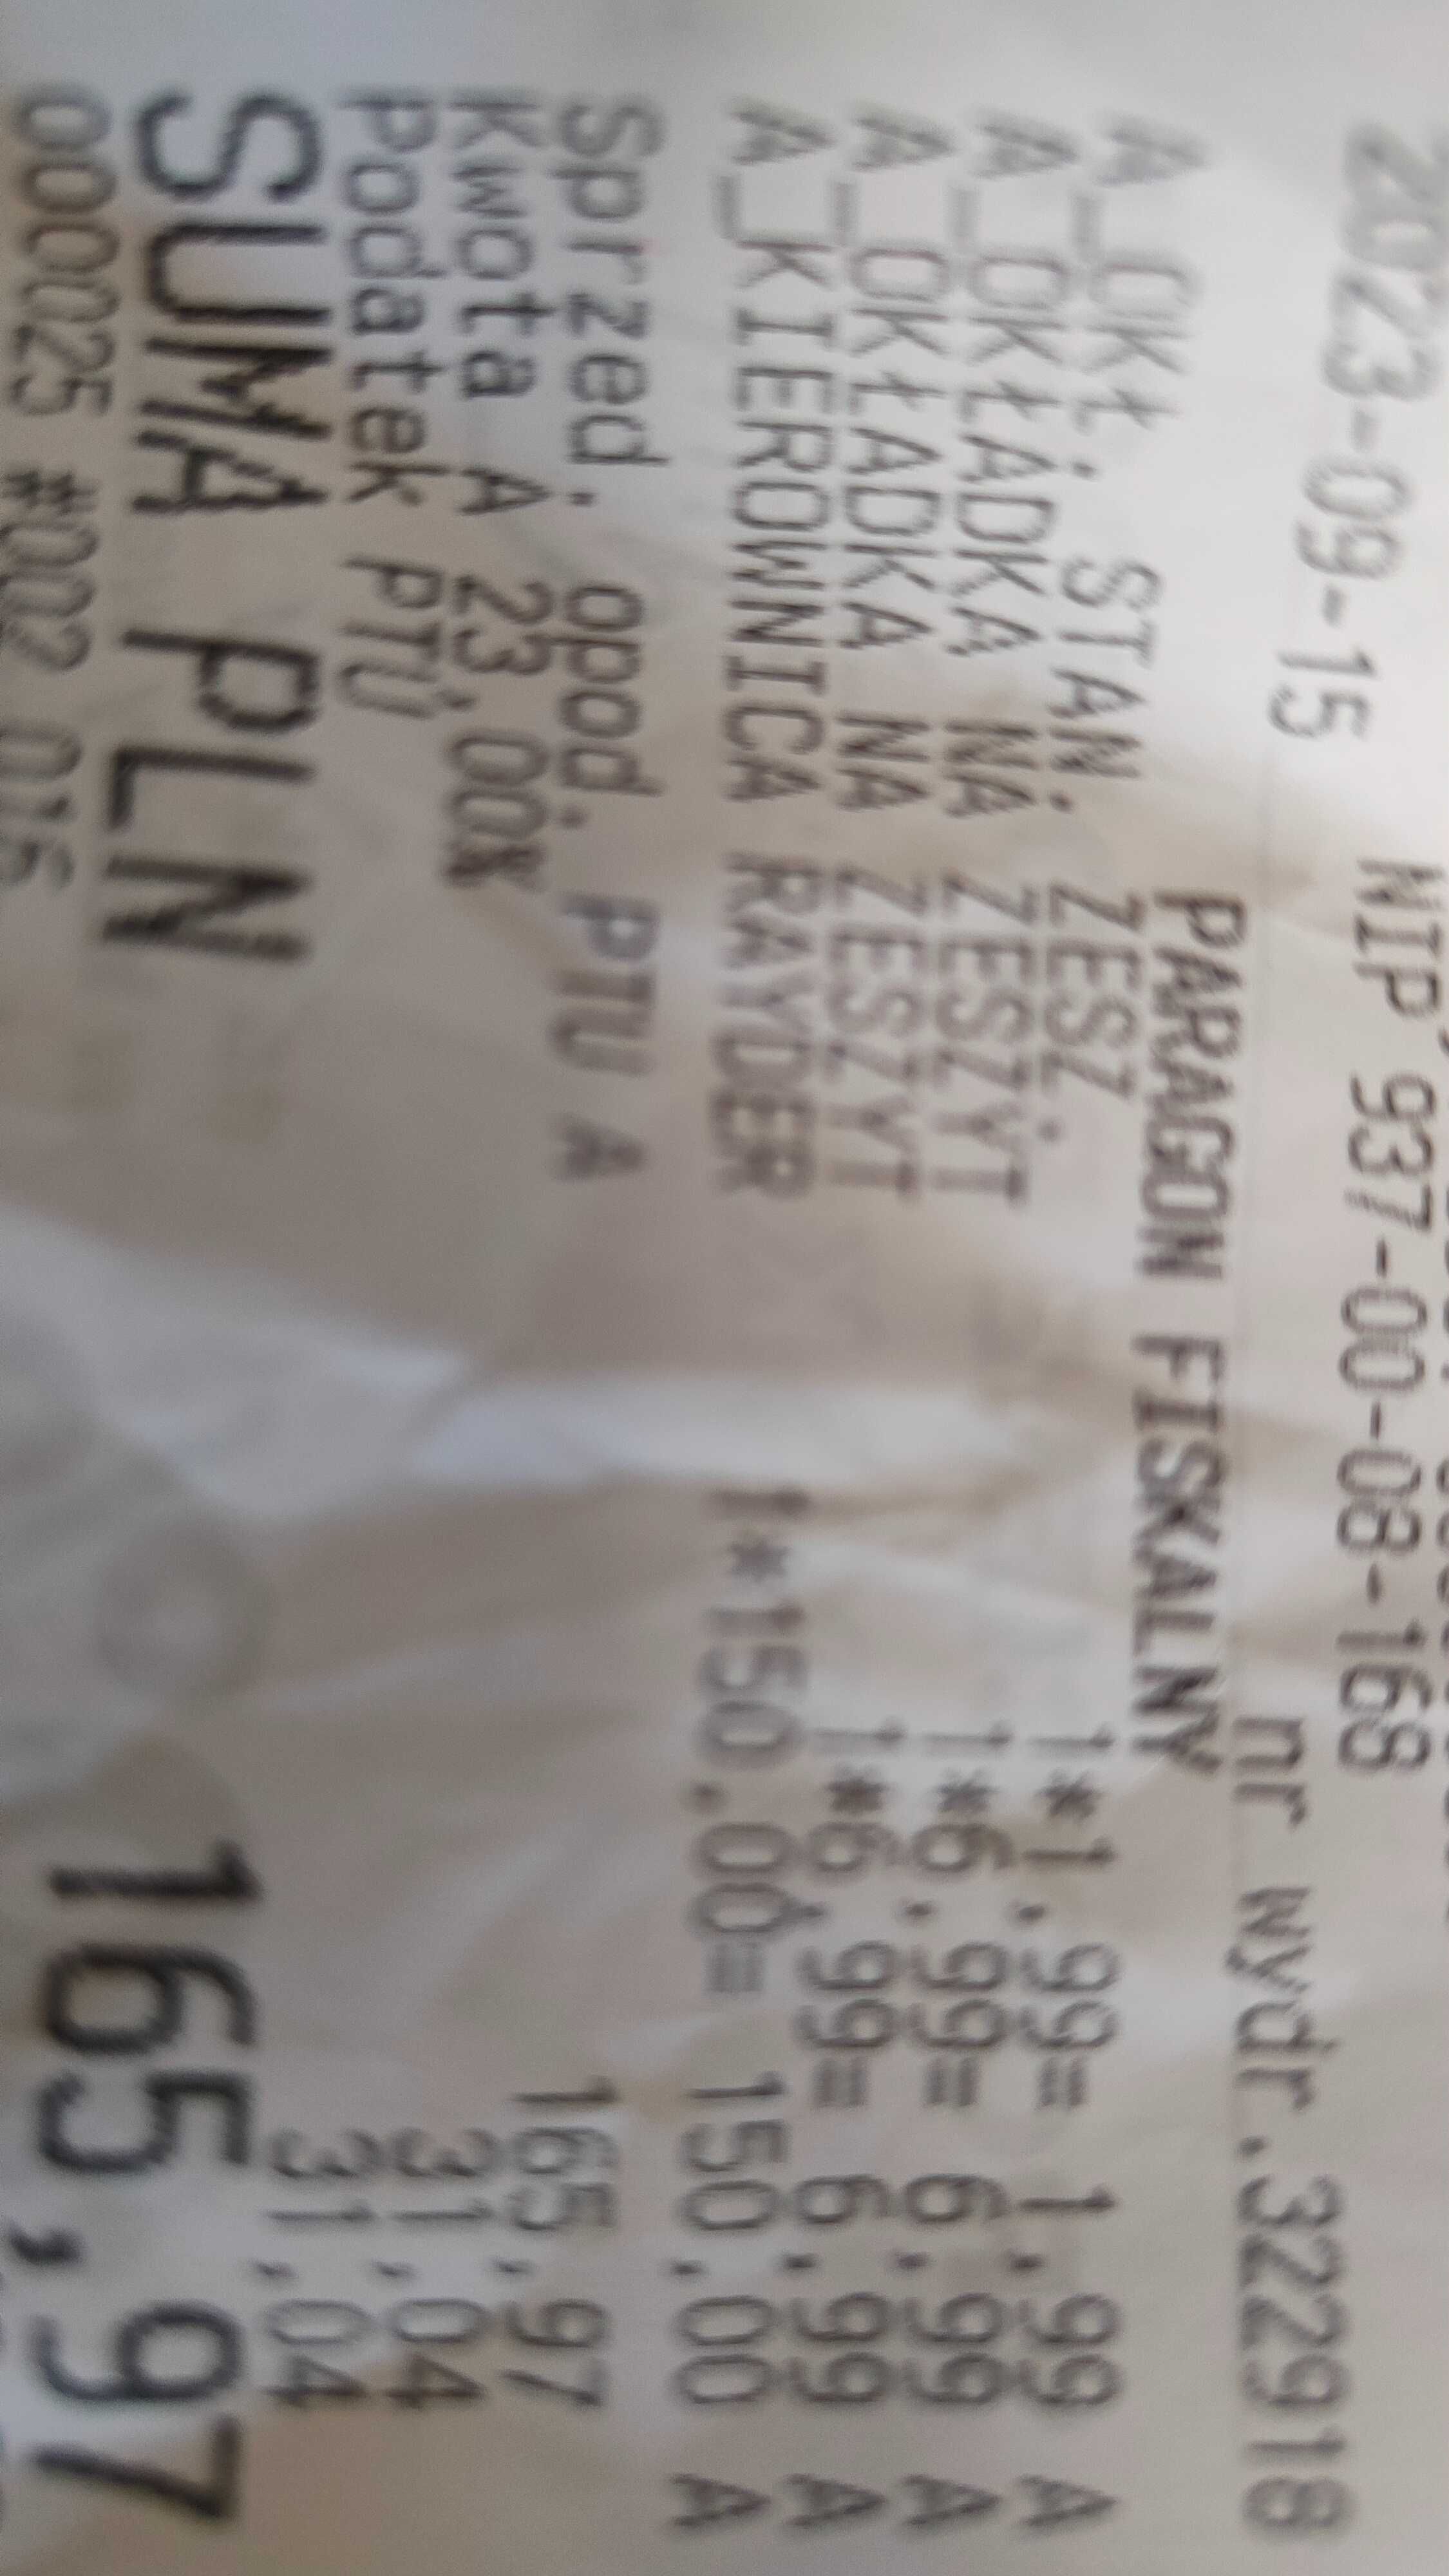 NIP 937-00-08-168
2023-09-15 nr wydr.322918
PARAGON FISKALNY
A_OKŁ. STAN. ZESZ. 1*1,99= 1,99 A
A_OKŁADKA NA ZESZYT 1*6,99= 6,99 A
A_OKŁADKA NA ZESZYT 1*6,99= 6,99 A
A_KIEROWNICA RAYDER 1*150,00= 150,00 A
Sprzed. opod. PTU A 165,97
Kwota A 23,00% 31,04
Podatek PTU 31,04
SUMA PLN 165,97
000025 #002